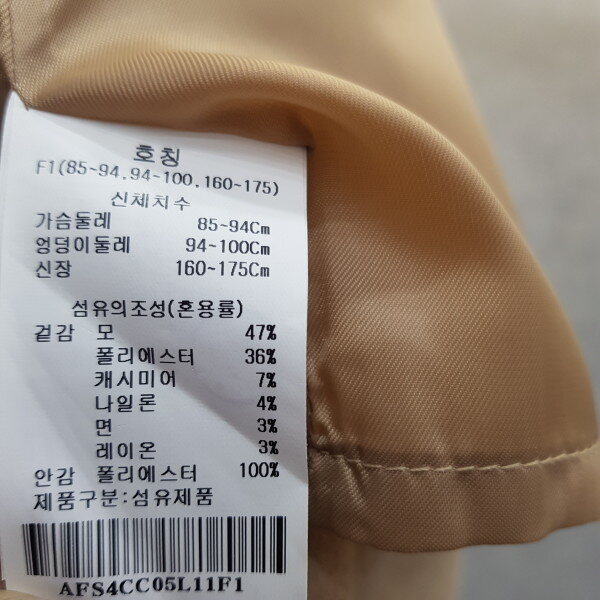 호칭
F1(85~94.94~100.160~175)
신체치수
가슴둘레 85~94Cm
엉덩이둘레 94~100Cm
신장 160~175Cm
섬유의조성(혼용률)
겉감 모 47%
폴리에스터 36%
캐시미어 7%
나일론 4%
면 3%
레이온 3%
안감 폴리에스터 100%
제품구분:섬유제품
AFS4CC05L11F1